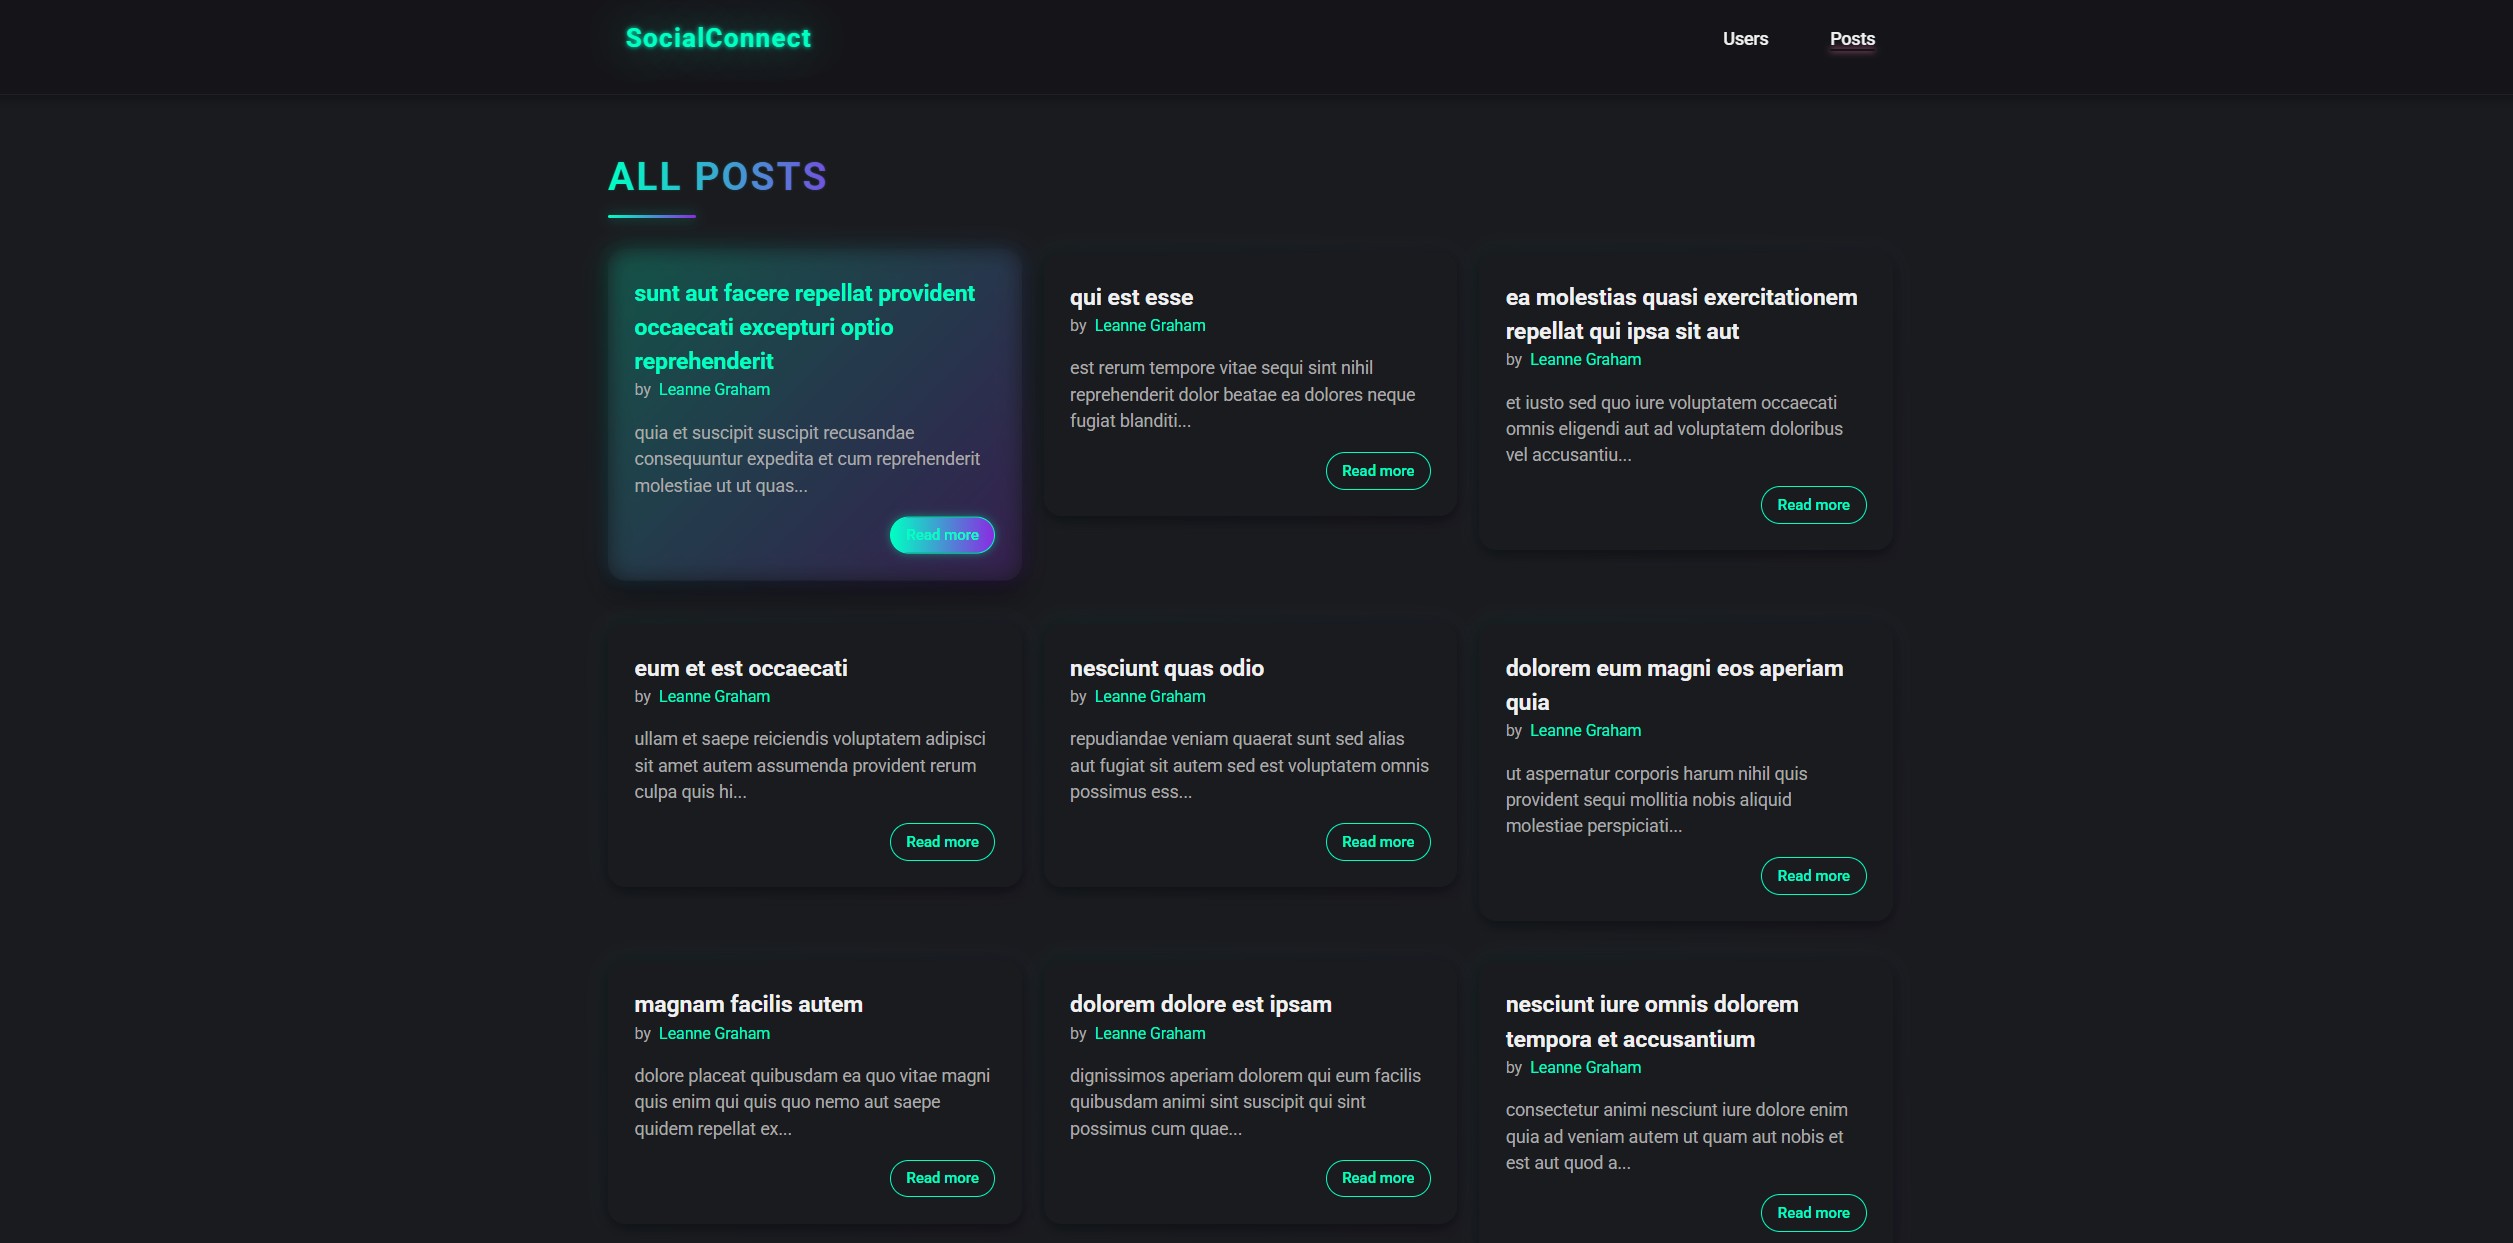 SocialConnect
Users
Posts
ALL POSTS
sunt aut facere repellat provident
occaecati excepturi optio
reprehenderit
by Leanne Graham
quia et suscipit suscipit recusandae
consequuntur expedita et cum reprehenderit
molestiae ut ut quas...
Read more
qui est esse
by Leanne Graham
est rerum tempore vitae sequi sint nihil
reprehenderit dolor beatae ea dolores neque
fugiat blanditi...
Read more
ea molestias quasi exercitationem
repellat qui ipsa sit aut
by Leanne Graham
et iusto sed quo iure voluptatem occaecati
omnis eligendi aut ad voluptatem doloribus
vel accusantiu...
Read more
eum et est occaecati
by Leanne Graham
ullam et saepe reiciendis voluptatem adipisci
sit amet autem assumenda provident rerum
culpa quis hi...
Read more
nesciunt quas odio
by Leanne Graham
repudiandae veniam quaerat sunt sed alias
aut fugiat sit autem sed est voluptatem omnis
possimus ess...
Read more
dolorem eum magni eos aperiam
quia
by Leanne Graham
ut aspernatur corporis harum nihil quis
provident sequi mollitia nobis aliquid
molestiae perspiciati...
Read more
magnam facilis autem
by Leanne Graham
dolore placeat quibusdam ea quo vitae magni
quis enim qui quis quo nemo aut saepe
quidem repellat ex...
Read more
dolorem dolore est ipsam
by Leanne Graham
dignissimos aperiam dolorem qui eum facilis
quibusdam animi sint suscipit qui sint
possimus cum quae...
Read more
nesciunt iure omnis dolorem
tempora et accusantium
by Leanne Graham
consectetur animi nesciunt iure dolore enim
quia ad veniam autem ut quam aut nobis et
est aut quod a...
Read more